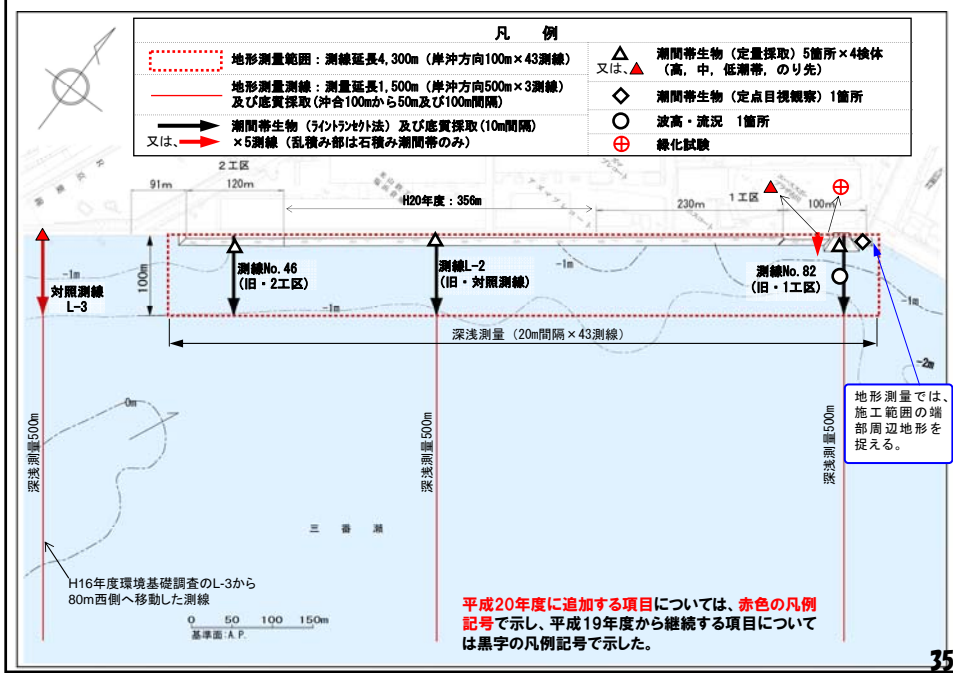 凡 例
地形測量範囲：測線延長4,300m（岸沖方向100m×43測線）
地形測量測線：測量延長1,500m（岸沖方向500m×3測線）
及び底質採取(沖合100mから50m及び100m間隔)
潮間帯生物（ライントランセクト法）及び底質採取(10m間隔)
又は、
×5測線（乱積み部は石積み潮間帯のみ）
潮間帯生物（定量採取）5箇所×4検体
又は、
（高，中，低潮帯，のり先）
潮間帯生物（定点目視観察）1箇所
波高・流況 1箇所
緑化試験
2工区
91m
120m
H20年度：356m
230m
1工区
100m
100m
-1m
対照測線
L-3
測線No.46
(旧・2工区)
-1m
測線L-2
(旧・対照測線)
-1m
測線No.82
(旧・1工区)
-1m
-2m
深浅測量（20m間隔×43測線）
地形測量では、
施工範囲の端
部周辺地形を
捉える。
0m
深浅測量500m
深浅測量500m
深浅測量500m
三 番 瀬
H16年度環境基礎調査のL-3から
80m西側へ移動した測線
0 50 100 150m
基準面：A.P.
平成20年度に追加する項目については、赤色の凡例
記号で示し、平成19年度から継続する項目について
は黒字の凡例記号で示した。
35